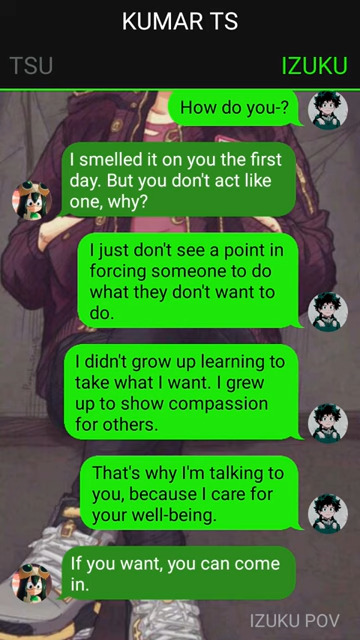 KUMAR TS
TSU
IZUKU
How do you-?
I smelled it on you the first
day. But you don't act like
one, why?
I just don't see a point in
forcing someone to do
what they don't want to
do.
I didn't grow up learning to
take what I want. I grew
up to show compassion
for others.
That's why I'm talking to
you, because I care for
your well-being.
If you want, you can come
in.
IZUKU POV